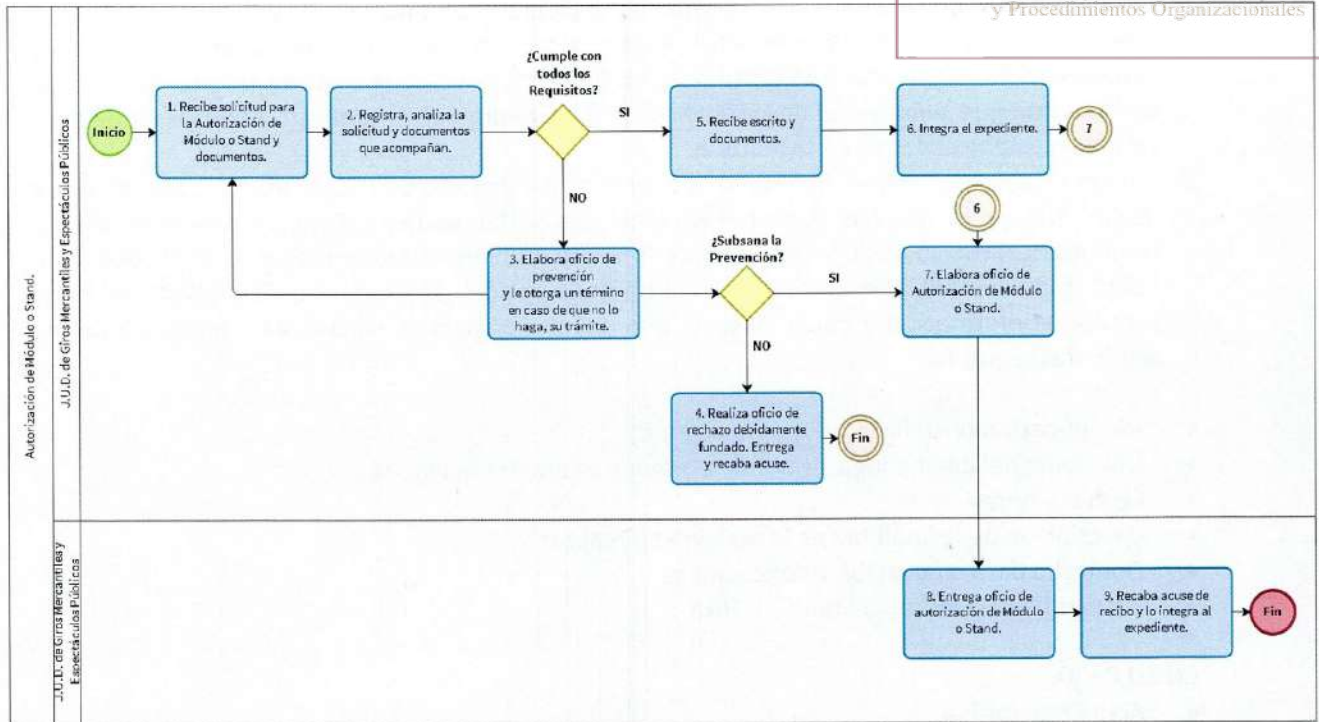 y Procedimientos Organizacionales
Autorización de Módulo o Stand.
J.U.D. de Giros Mercantiles y Espectáculos Públicos
Inicio
1. Recibe solicitud para
la Autorización de
Módulo o Stand y
documentos.
2. Registra, analiza la
solicitud y documentos
que acompañan.
¿Cumple con
todos los
Requisitos?
SI
5. Recibe escrito y
documentos.
6. Integra el expediente.
7
NO
3. Elabora oficio de
prevención
y le otorga un término
en caso de que no lo
haga, su trámite.
¿Subsana la
Prevención?
SI
6
7. Elabora oficio de
Autorización de Módulo
o Stand.
NO
4. Realiza oficio de
rechazo debidamente
fundado. Entrega
y recaba acuse.
Fin
J.U.D. de Giros Mercantiles y
Espectáculos Públicos
8. Entrega oficio de
autorización de Módulo
o Stand.
9. Recaba acuse de
recibo y lo integra al
expediente.
Fin